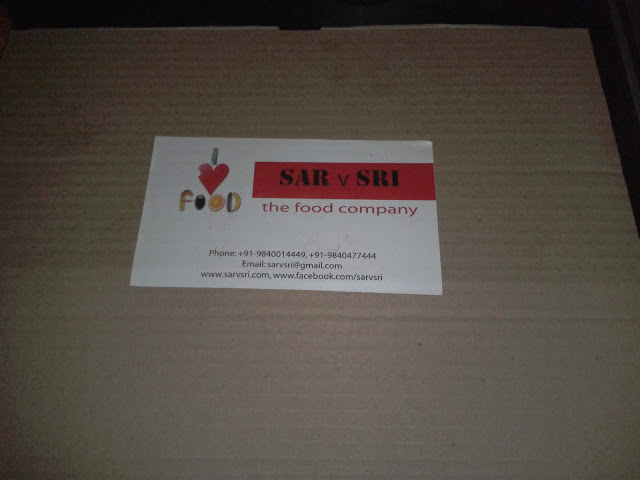 I
FOOD
SAR v SRI
the food company
Phone: +91-9840014449, +91-9840477444
Email: sarvsri@gmail.com
www.sarvsri.com, www.facebook.com/sarvsri